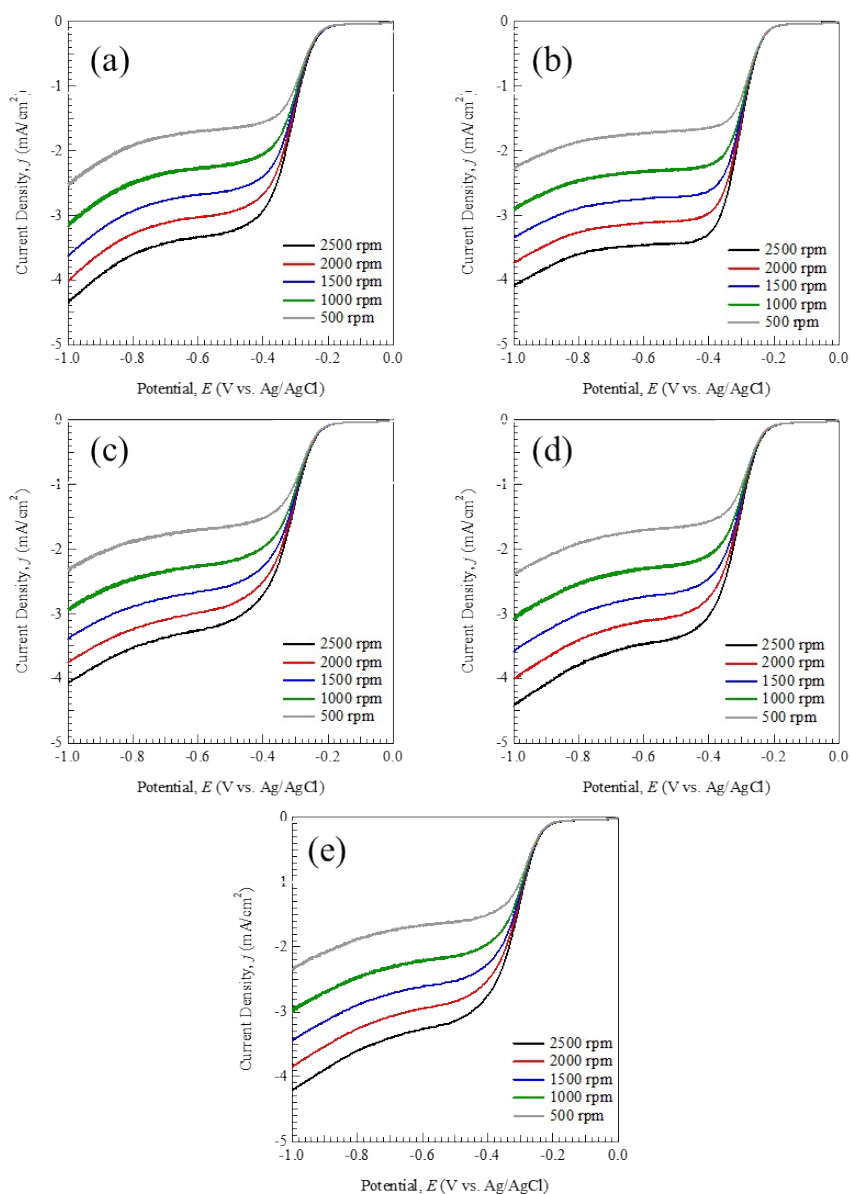 (a)
0
-1
-2
-3
-4
-5
-1.0 -0.8 -0.6 -0.4 -0.2 0.0
Current Density, j (mA/cm2)
Potential, E (V vs. Ag/AgCl)
2500 rpm
2000 rpm
1500 rpm
1000 rpm
500 rpm
(b)
0
-1
-2
-3
-4
-5
-1.0 -0.8 -0.6 -0.4 -0.2 0.0
Current Density, j (mA/cm2)
Potential, E (V vs. Ag/AgCl)
2500 rpm
2000 rpm
1500 rpm
1000 rpm
500 rpm
(c)
0
-1
-2
-3
-4
-5
-1.0 -0.8 -0.6 -0.4 -0.2 0.0
Current Density, j (mA/cm2)
Potential, E (V vs. Ag/AgCl)
2500 rpm
2000 rpm
1500 rpm
1000 rpm
500 rpm
(d)
0
-1
-2
-3
-4
-5
-1.0 -0.8 -0.6 -0.4 -0.2 0.0
Current Density, j (mA/cm2)
Potential, E (V vs. Ag/AgCl)
2500 rpm
2000 rpm
1500 rpm
1000 rpm
500 rpm
(e)
0
-1
-2
-3
-4
-5
-1.0 -0.8 -0.6 -0.4 -0.2 0.0
Current Density, j (mA/cm2)
Potential, E (V vs. Ag/AgCl)
2500 rpm
2000 rpm
1500 rpm
1000 rpm
500 rpm